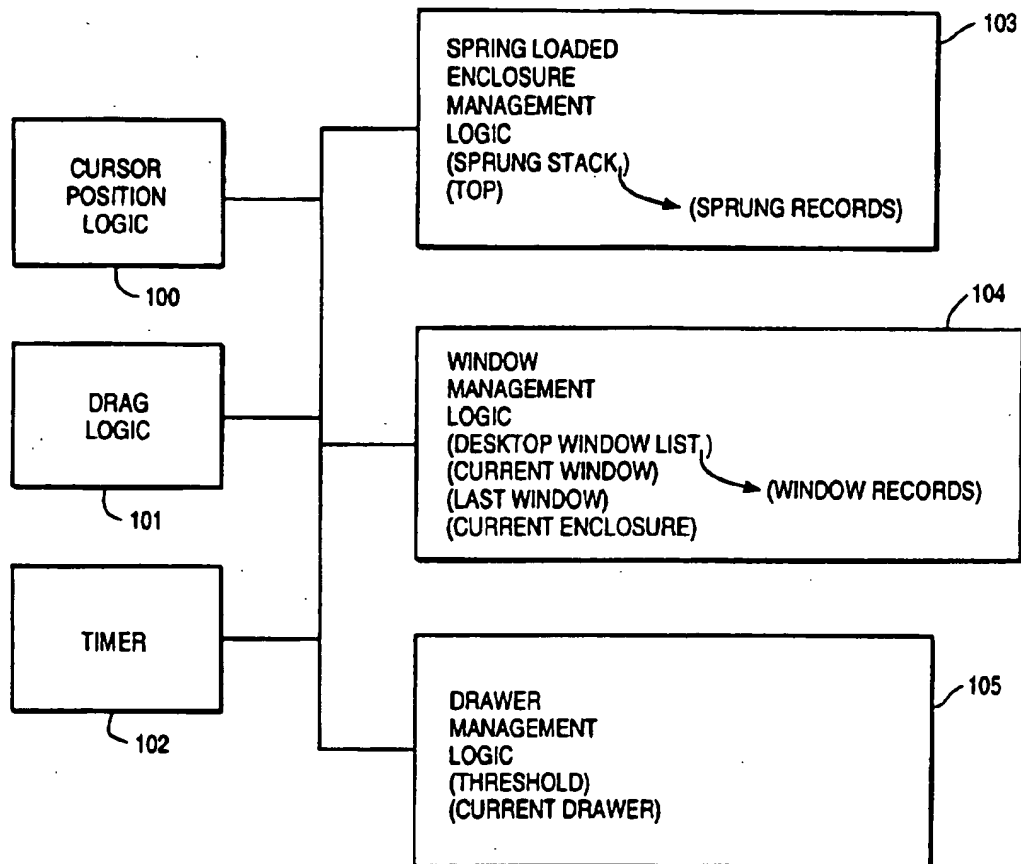 CURSOR
POSITION
LOGIC
100
DRAG
LOGIC
101
TIMER
102
SPRING LOADED
ENCLOSURE
MANAGEMENT
LOGIC
(SPRUNG STACK,)
(TOP)
(SPRUNG RECORDS)
103
WINDOW
MANAGEMENT
LOGIC
(DESKTOP WINDOW LIST,)
(CURRENT WINDOW)
(LAST WINDOW)
(CURRENT ENCLOSURE)
(WINDOW RECORDS)
104
DRAWER
MANAGEMENT
LOGIC
(THRESHOLD)
(CURRENT DRAWER)
105